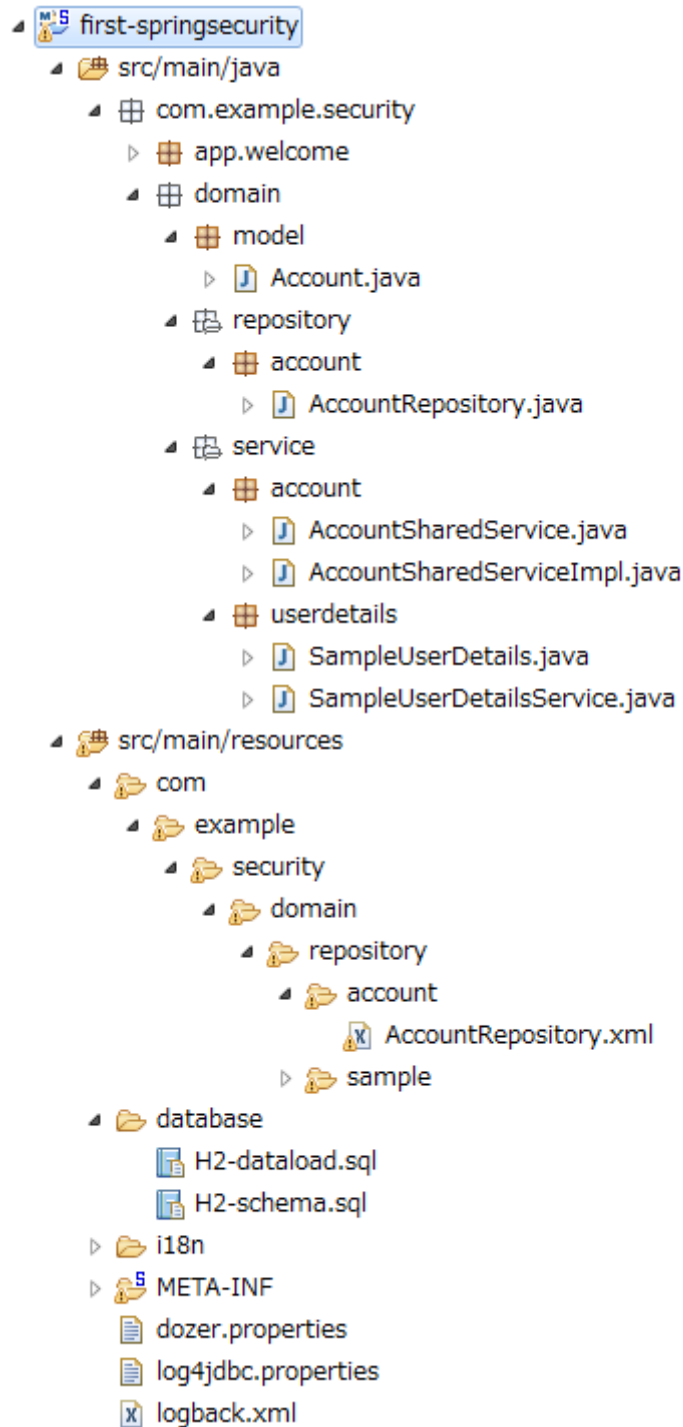 first-springsecurity
src/main/java
com.example.security
app.welcome
domain
model
Account.java
repository
account
AccountRepository.java
service
account
AccountSharedService.java
AccountSharedServiceImpl.java
userdetails
SampleUserDetails.java
SampleUserDetailsService.java
src/main/resources
com
example
security
domain
repository
account
AccountRepository.xml
sample
database
H2-dataload.sql
H2-schema.sql
i18n
META-INF
dozer.properties
log4jdbc.properties
logback.xml